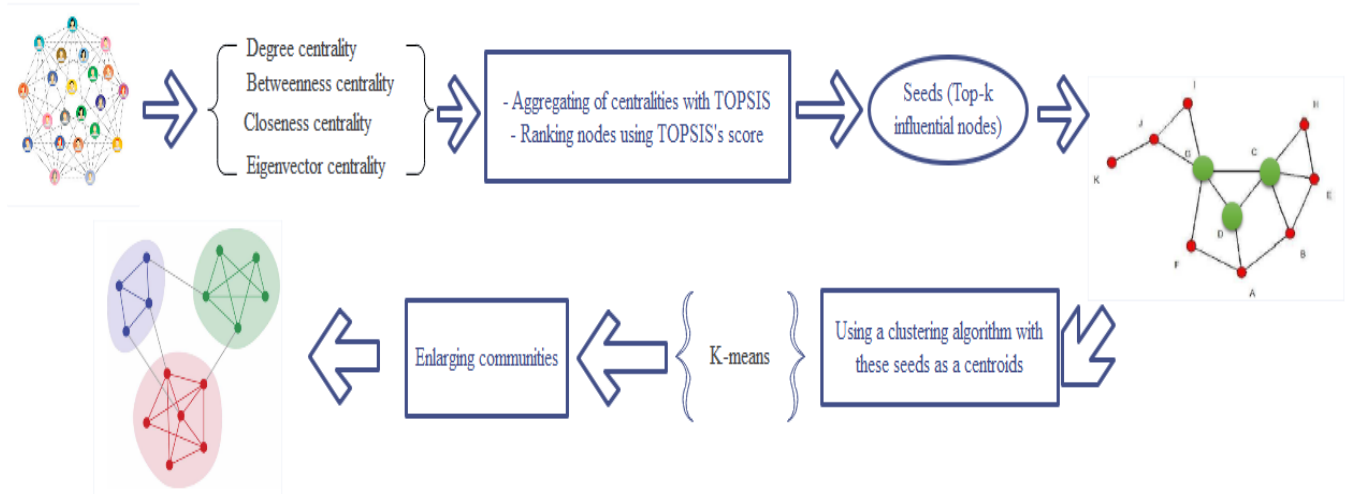 Degree centrality
Betweenness centrality
Closeness centrality
Eigenvector centrality
- Aggregating of centralities with TOPSIS
- Ranking nodes using TOPSIS's score
Seeds (Top-k
influential nodes)
I
H
J
G
C
K
E
D
F
B
A
Using a clustering algorithm with
these seeds as a centroids
K-means
Enlarging communities